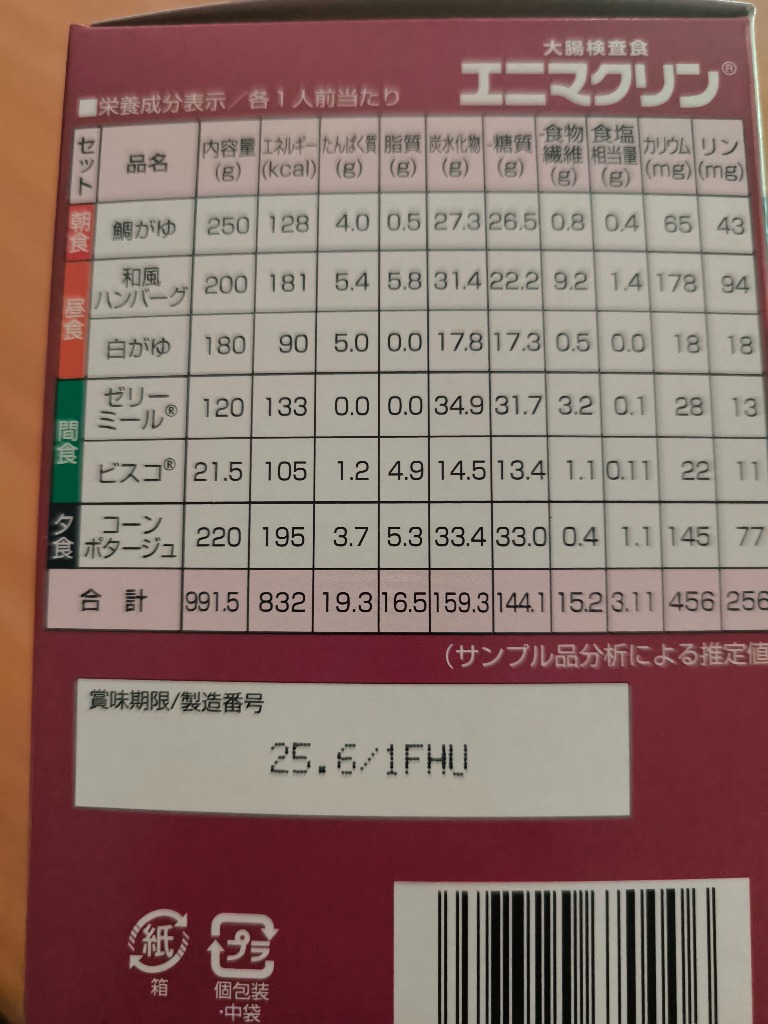 大腸検査食
エニマクリン®
■栄養成分表示／各1人前当たり
セット 品名 内容量(g) エネルギー(kcal) たんぱく質(g) 脂質(g) 炭水化物(g) -糖質(g) -食物繊維(g) 食塩相当量(g) カリウム(mg) リン(mg)
朝食 鯛がゆ 250 128 4.0 0.5 27.3 26.5 0.8 0.4 65 43
昼食 和風ハンバーグ 200 181 5.4 5.8 31.4 22.2 9.2 1.4 178 94
白がゆ 180 90 5.0 0.0 17.8 17.3 0.5 0.0 18 18
間食 ゼリーミール® 120 133 0.0 0.0 34.9 31.7 3.2 0.1 28 13
ビスコ® 21.5 105 1.2 4.9 14.5 13.4 1.1 0.11 22 11
夕食 コーンポタージュ 220 195 3.7 5.3 33.4 33.0 0.4 1.1 145 77
合計 991.5 832 19.3 16.5 159.3 144.1 15.2 3.11 456 256
(サンプル品分析による推定値
賞味期限/製造番号
25.6/1FHU
紙
箱
プラ
個包装
・中袋